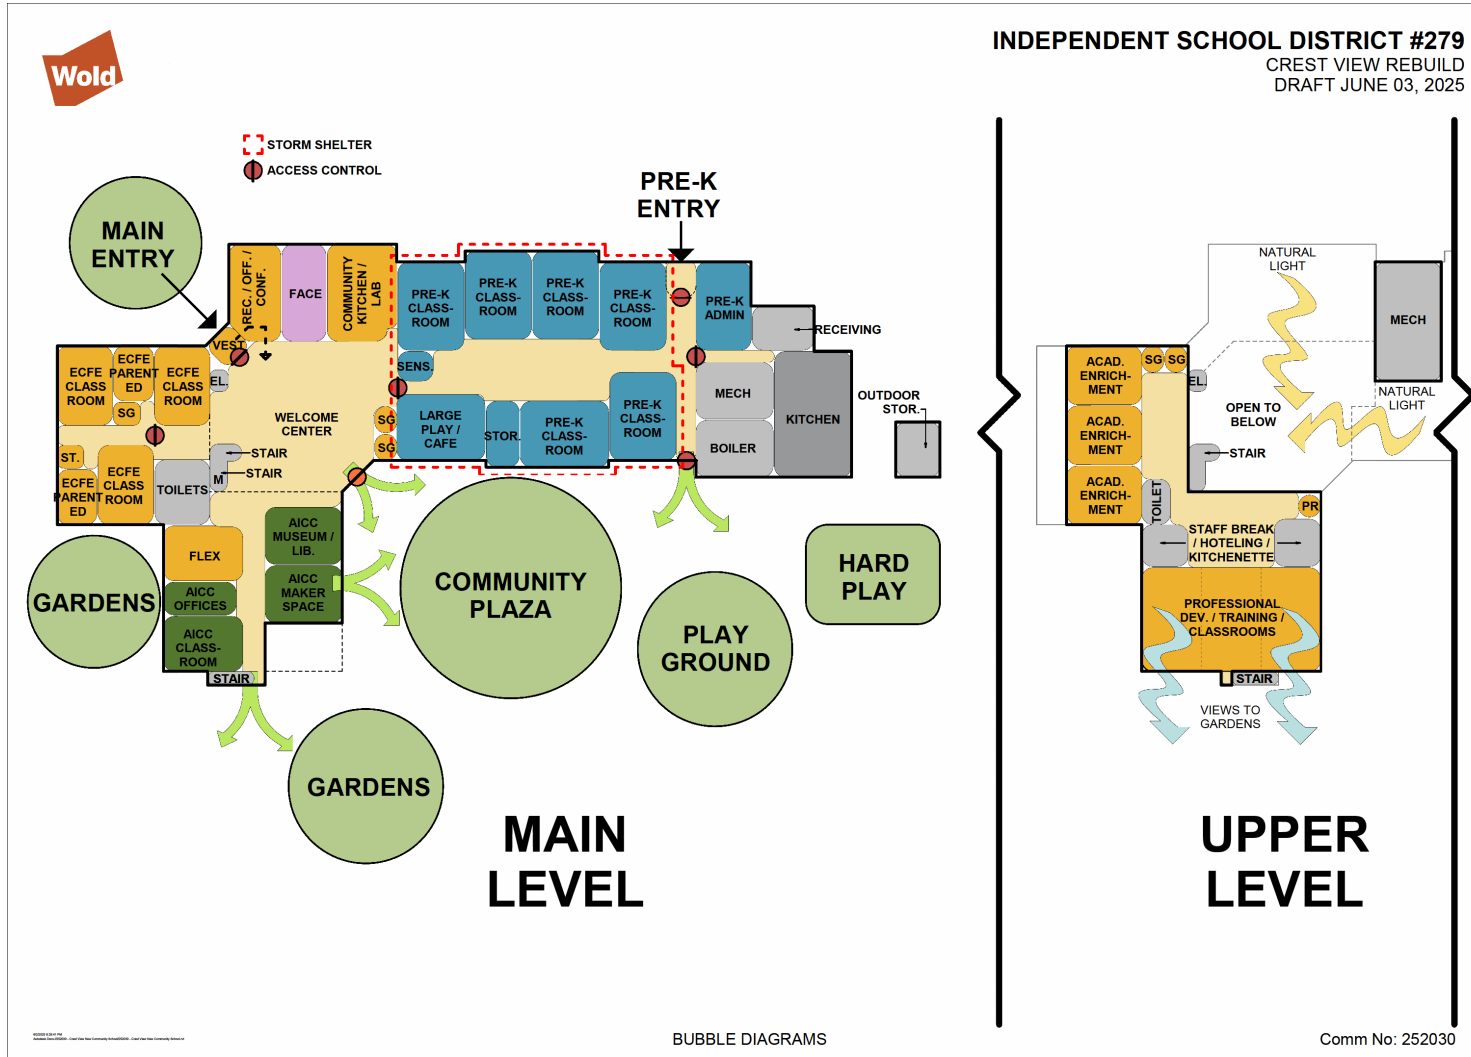 Wold
INDEPENDENT SCHOOL DISTRICT #279
CREST VIEW REBUILD
DRAFT JUNE 03, 2025
STORM SHELTER
ACCESS CONTROL
MAIN
ENTRY
PRE-K
ENTRY
REC. / OFF. /
CONF.
FACE
COMMUNITY
KITCHEN /
LAB
PRE-K
CLASS-
ROOM
PRE-K
CLASS-
ROOM
PRE-K
CLASS-
ROOM
PRE-K
CLASS-
ROOM
PRE-K
ADMIN
RECEIVING
VEST.
ECFE
CLASS
ROOM
ECFE
PARENT
ED
SG
ECFE
CLASS
ROOM
EL.
WELCOME
CENTER
SENS.
LARGE
PLAY /
CAFE
STOR.
PRE-K
CLASS-
ROOM
PRE-K
CLASS-
ROOM
MECH
BOILER
KITCHEN
OUTDOOR
STOR.
SG
SG
ST.
ECFE
PARENT
ED
ECFE
CLASS
ROOM
TOILETS
STAIR
STAIR
M
FLEX
AICC
OFFICES
AICC
CLASS-
ROOM
AICC
MUSEUM /
LIB.
AICC
MAKER
SPACE
STAIR
GARDENS
GARDENS
COMMUNITY
PLAZA
PLAY
GROUND
HARD
PLAY
MAIN
LEVEL
NATURAL
LIGHT
MECH
NATURAL
LIGHT
ACAD.
ENRICH-
MENT
SG
SG
EL.
OPEN TO
BELOW
ACAD.
ENRICH-
MENT
STAIR
ACAD.
ENRICH-
MENT
TOILET
PR
STAFF BREAK
/ HOTELING /
KITCHENETTE
PROFESSIONAL
DEV. / TRAINING /
CLASSROOMS
STAIR
VIEWS TO
GARDENS
UPPER
LEVEL
BUBBLE DIAGRAMS
Comm No: 252030